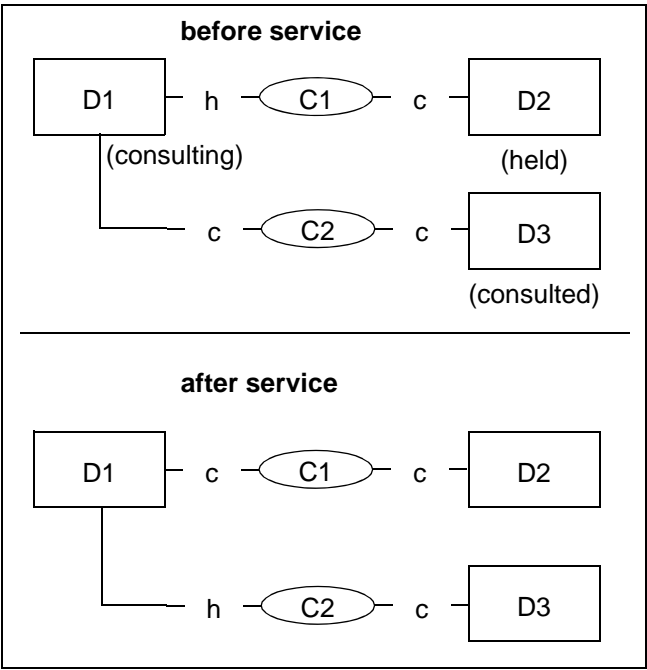 before service
D1 h C1 c D2
(consulting) (held)
c C2 c D3
(consulted)
after service
D1 c C1 c D2
h C2 c D3